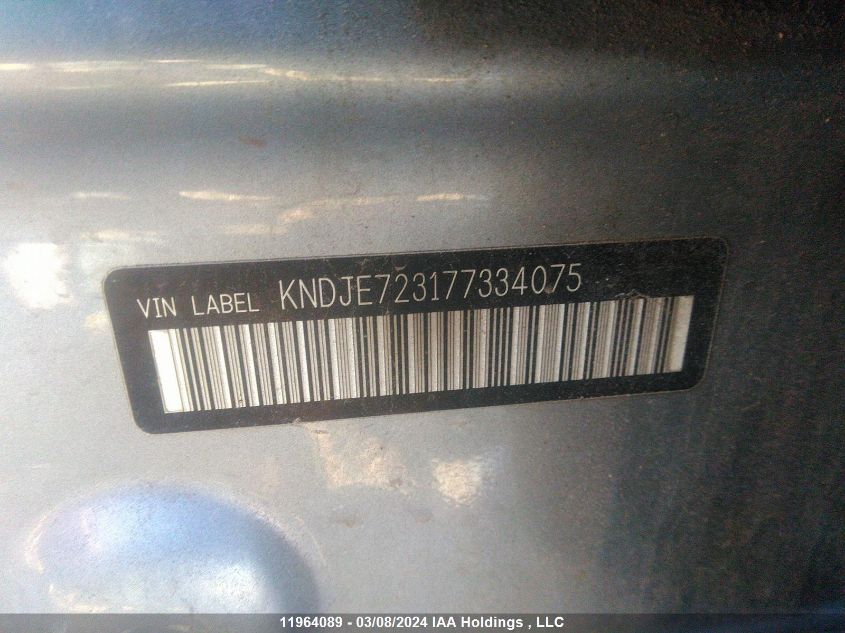 VIN LABEL KNDJE723177334075
11964089 - 03/08/2024 IAA Holdings , LLC